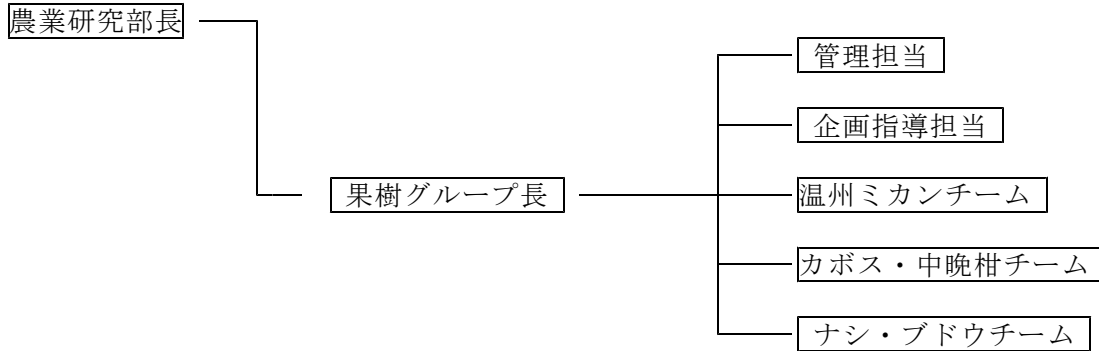 農業研究部長
管理担当
企画指導担当
果樹グループ長
温州ミカンチーム
カボス・中晩柑チーム
ナシ・ブドウチーム